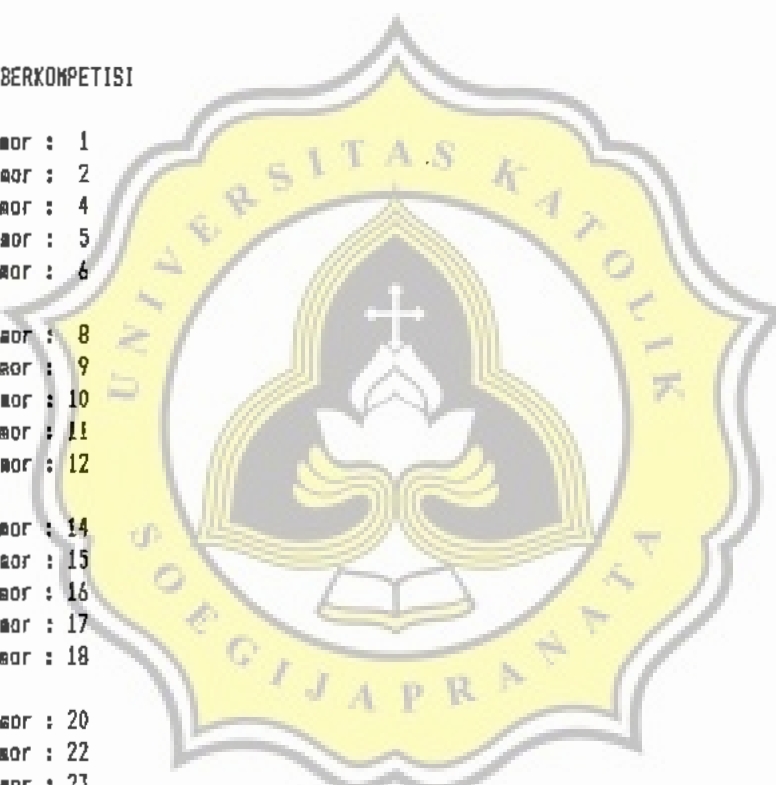 BERKOMPETISI
mor : 1
mor : 2
mor : 4
mor : 5
mor : 6
mor : 8
mor : 9
mor : 10
mor : 11
mor : 12
mor : 14
mor : 15
mor : 16
mor : 17
mor : 18
mor : 20
mor : 22
mor : 23
UNIVERSITAS KATOLIK
SOEGIJAPRANATA